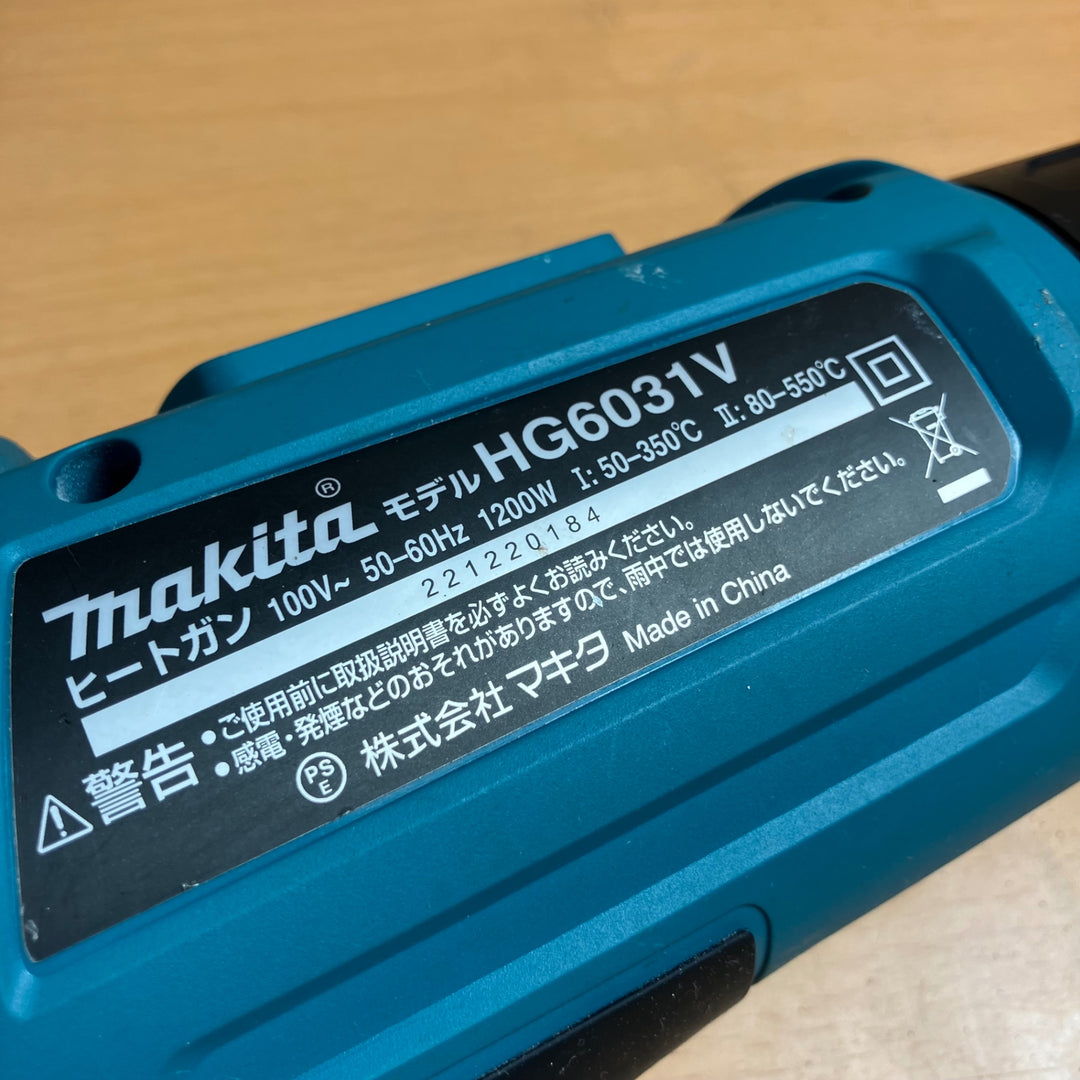 makita® モデル HG6031V
ヒートガン 100V~ 50-60Hz 1200W Ⅰ: 50-350℃ Ⅱ: 80-550℃
221220184
警告 • ご使用前に取扱説明書を必ずよくお読みください。
• 感電・発煙などのおそれがありますので、雨中では使用しないでください。
PSE 株式会社 マキタ Made in China